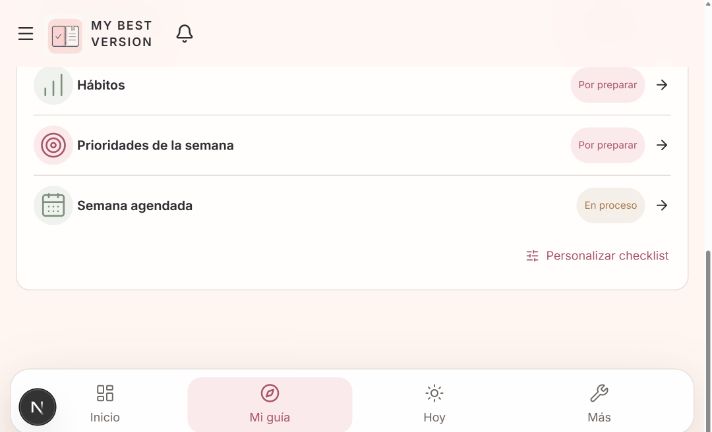 MY BEST
VERSION
Hábitos
Por preparar
Prioridades de la semana
Por preparar
Semana agendada
En proceso
Personalizar checklist
N
Inicio
Mi guía
Hoy
Más